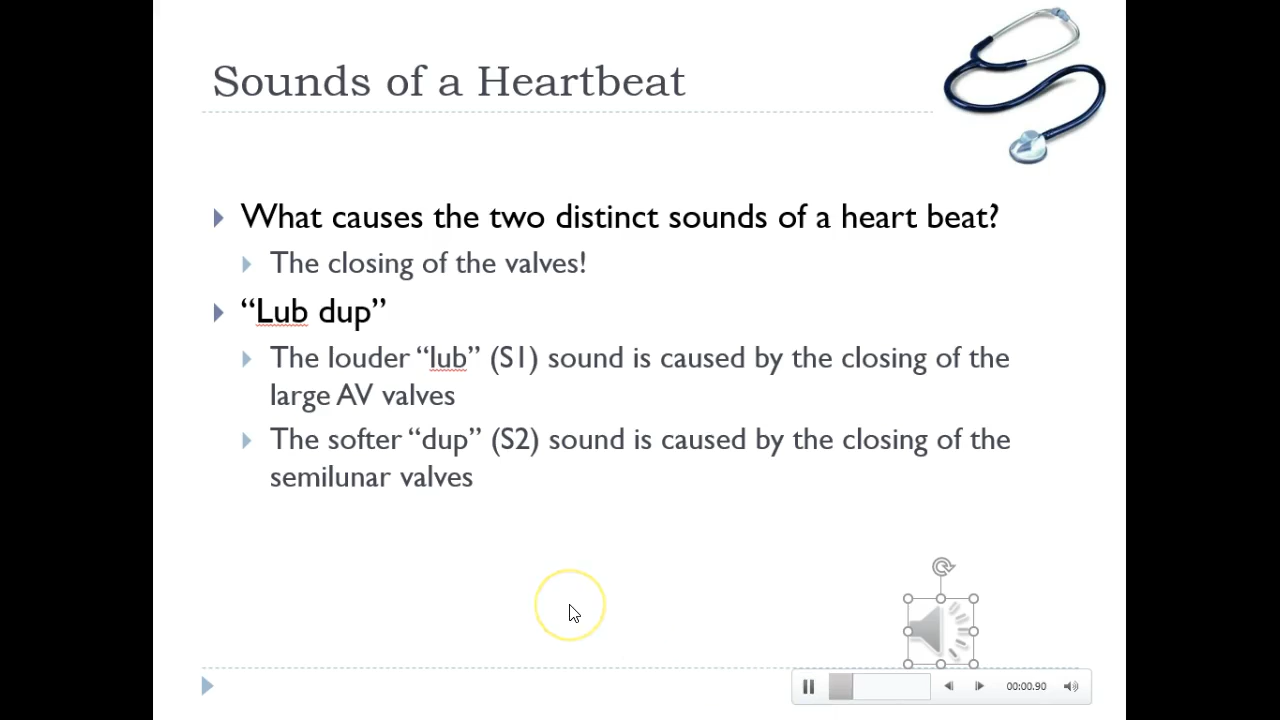 Sounds of a Heartbeat
What causes the two distinct sounds of a heart beat?
The closing of the valves!
“Lub dup”
The louder “lub” (S1) sound is caused by the closing of the
large AV valves
The softer “dup” (S2) sound is caused by the closing of the
semilunar valves
00:00.90